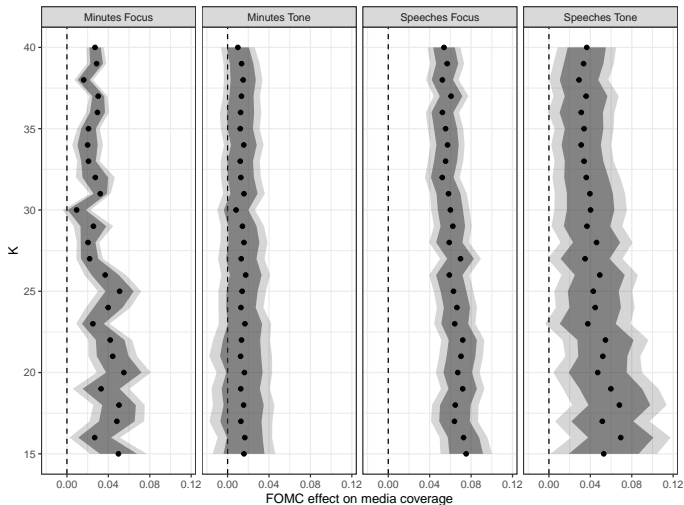 Minutes Focus Minutes Tone Speeches Focus Speeches Tone
40
35
30
K
25
20
15
0.00 0.04 0.08 0.12 0.00 0.04 0.08 0.12 0.00 0.04 0.08 0.12 0.00 0.04 0.08 0.12
FOMC effect on media coverage